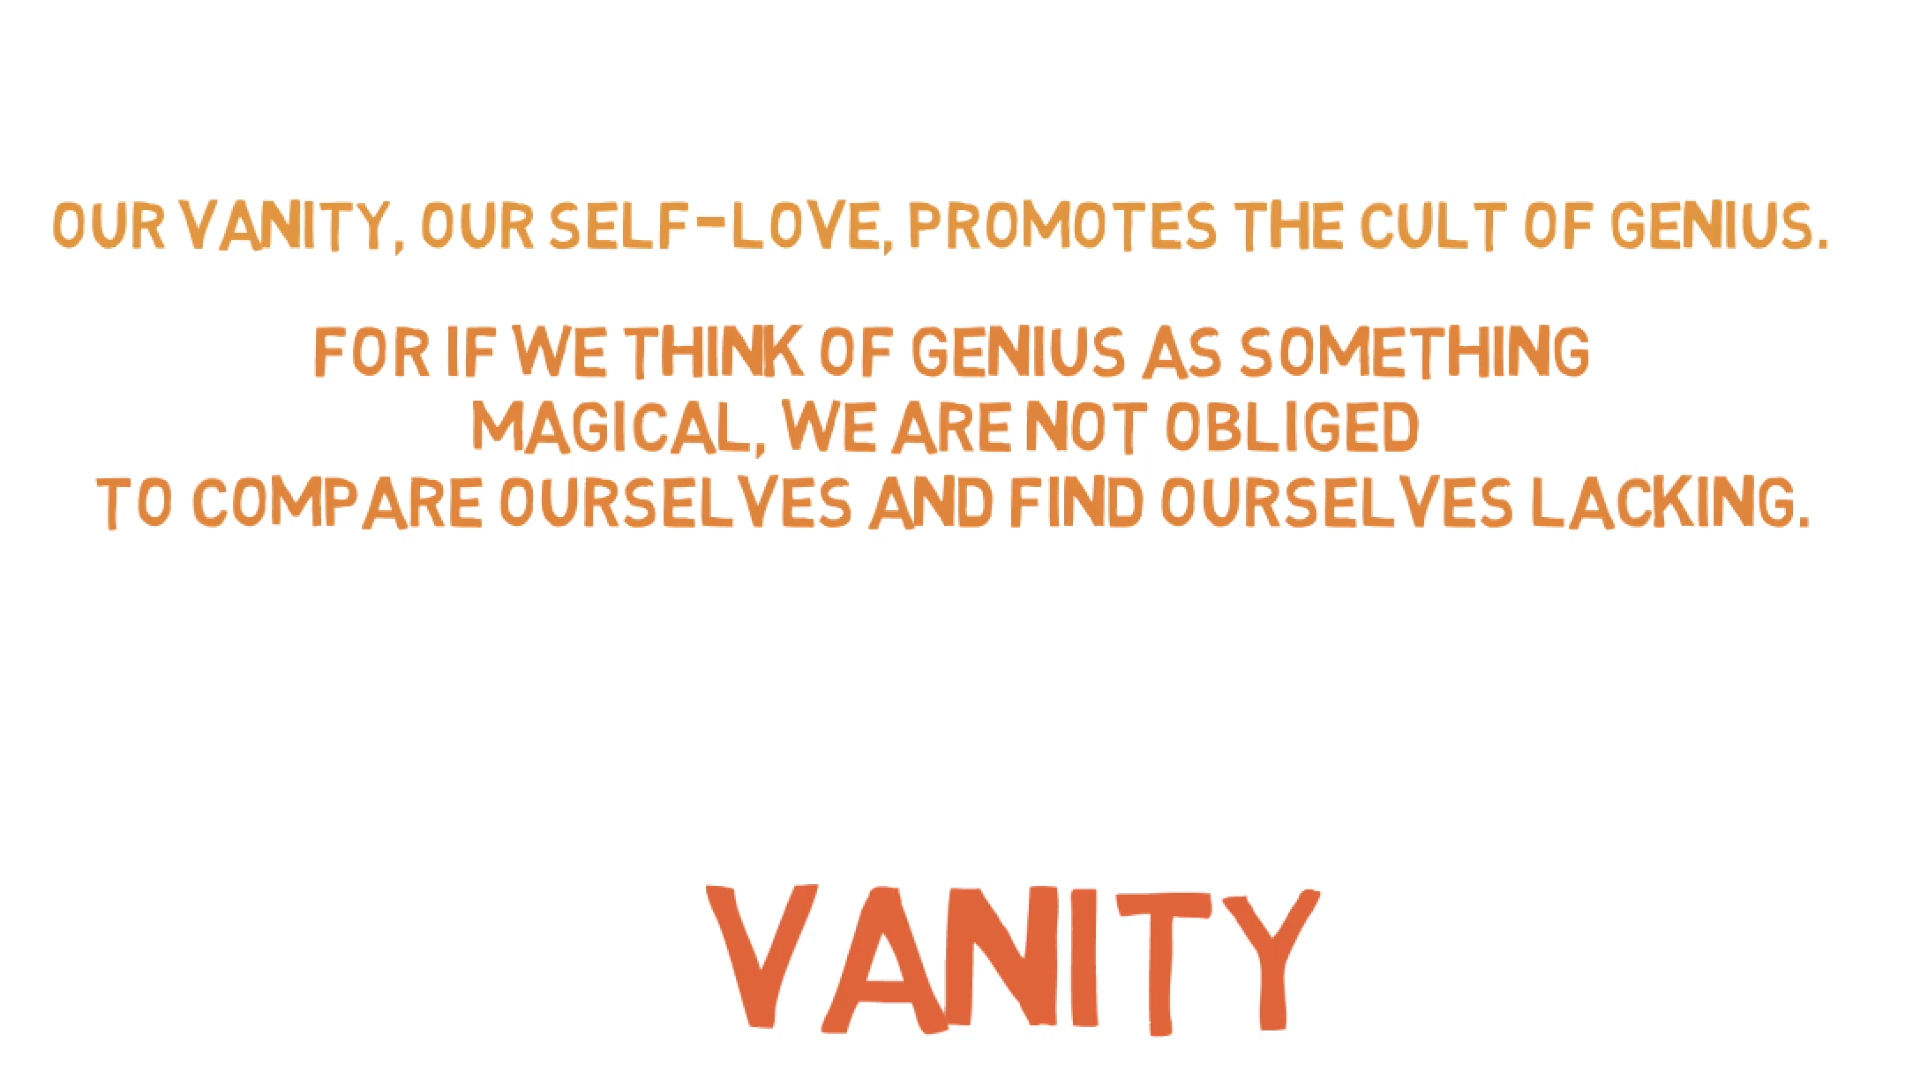 OUR VANITY, OUR SELF-LOVE, PROMOTES THE CULT OF GENIUS.
FOR IF WE THINK OF GENIUS AS SOMETHING
MAGICAL, WE ARE NOT OBLIGED
TO COMPARE OURSELVES AND FIND OURSELVES LACKING.
VANITY